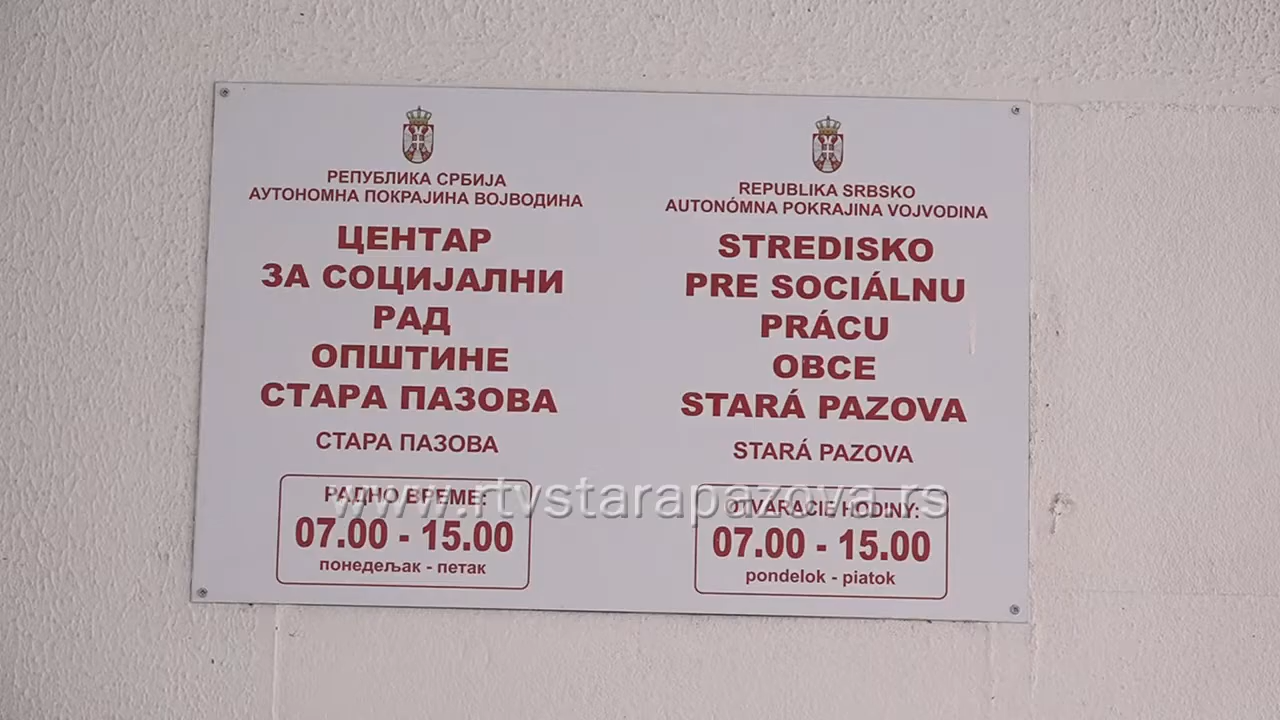 РЕПУБЛИКА СРБИЈА
АУТОНОМНА ПОКРАЈИНА ВОЈВОДИНА
ЦЕНТАР
ЗА СОЦИЈАЛНИ
РАД
ОПШТИНЕ
СТАРА ПАЗОВА
СТАРА ПАЗОВА
РАДНО ВРЕМЕ:
07.00 - 15.00
понедељак - петак
REPUBLIKA SRBSKO
AUTONÓMNA POKRAJINA VOJVODINA
STREDISKO
PRE SOCIÁLNU
PRÁCU
OBCE
STARÁ PAZOVA
STARÁ PAZOVA
OTVARACIE HODINY:
07.00 - 15.00
pondelok - piatok
www.rtvstarapazova.rs